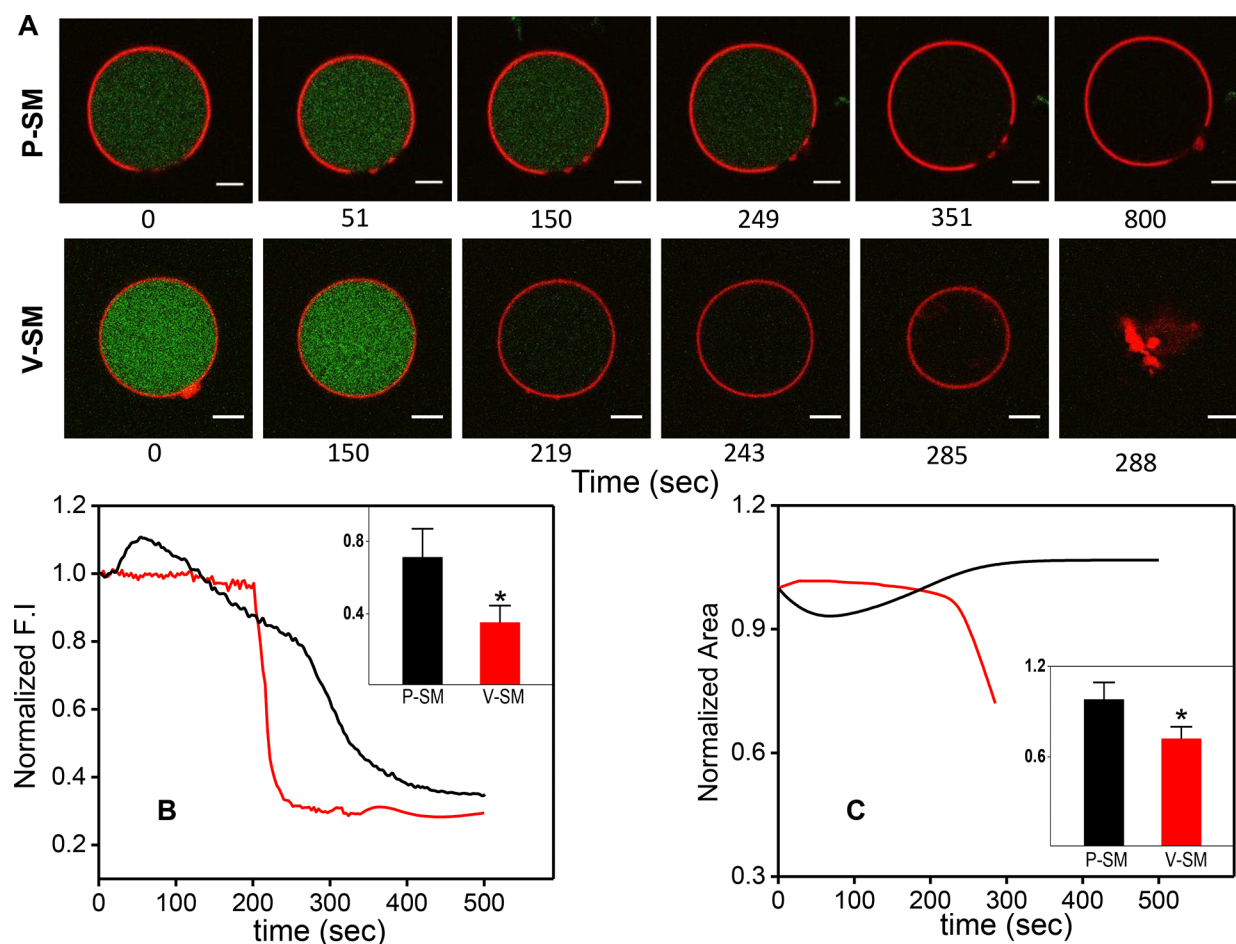 A
P-SM
0 51 150 249 351 800
V-SM
0 150 219 243 285 288
Time (sec)
1.2
1.0
0.8
0.6
0.4
0.2
Normalized F.I
0 100 200 300 400 500
time (sec)
B
0.8
0.4
*
P-SM V-SM
1.2
0.9
0.6
0.3
Normalized Area
0 100 200 300 400 500
time (sec)
C
1.2
0.6
*
P-SM V-SM